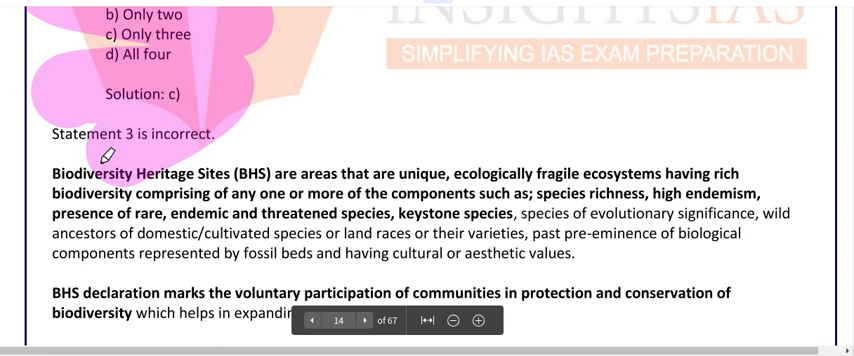 b) Only two
INSIGHTSIAS
c) Only three
SIMPLIFYING IAS EXAM PREPARATION
d) All four
Solution: c)
Statement 3 is incorrect.
Biodiversity Heritage Sites (BHS) are areas that are unique, ecologically fragile ecosystems having rich
biodiversity comprising of any one or more of the components such as; species richness, high endemism,
presence of rare, endemic and threatened species, keystone species, species of evolutionary significance, wild
ancestors of domestic/cultivated species or land races or their varieties, past pre-eminence of biological
components represented by fossil beds and having cultural or aesthetic values.
BHS declaration marks the voluntary participation of communities in protection and conservation of
biodiversity which helps in
14 of 67